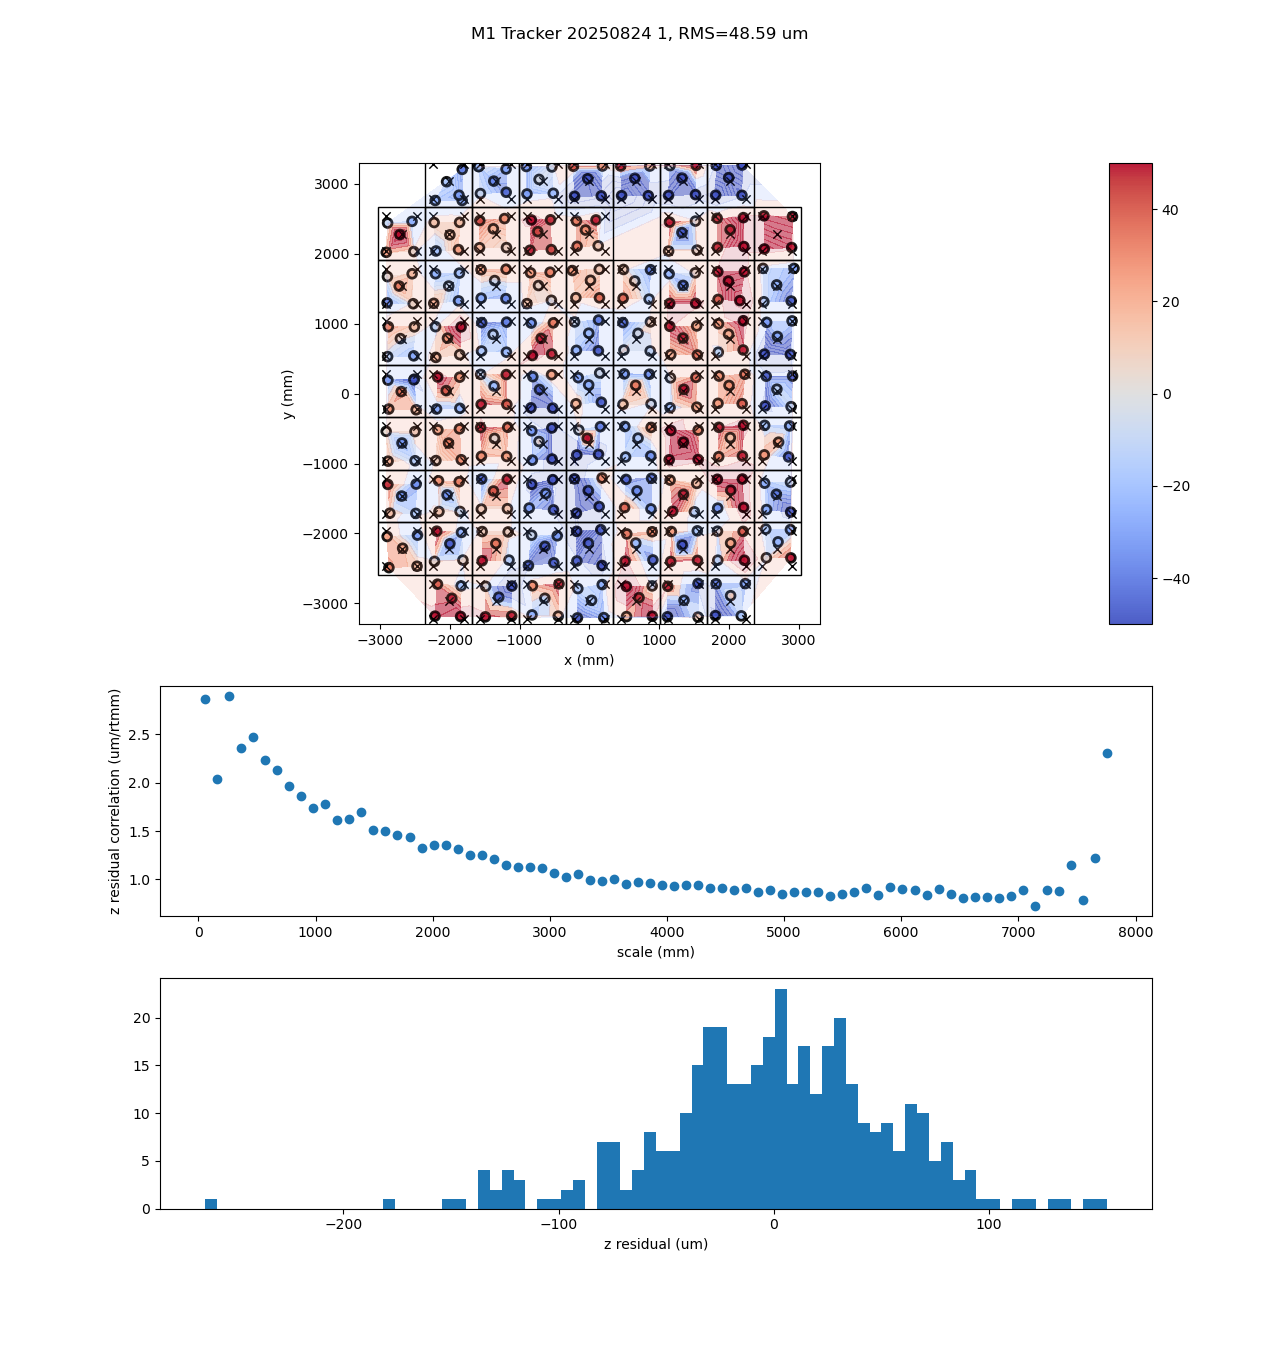 M1 Tracker 20250824 1, RMS=48.59 um
3000
2000
1000
0
−1000
−2000
−3000
y (mm)
−3000 −2000 −1000 0 1000 2000 3000
x (mm)
40
20
0
−20
−40
2.5
2.0
1.5
1.0
z residual correlation (um/rtmm)
0 1000 2000 3000 4000 5000 6000 7000 8000
scale (mm)
20
15
10
5
0
−200 −100 0 100
z residual (um)